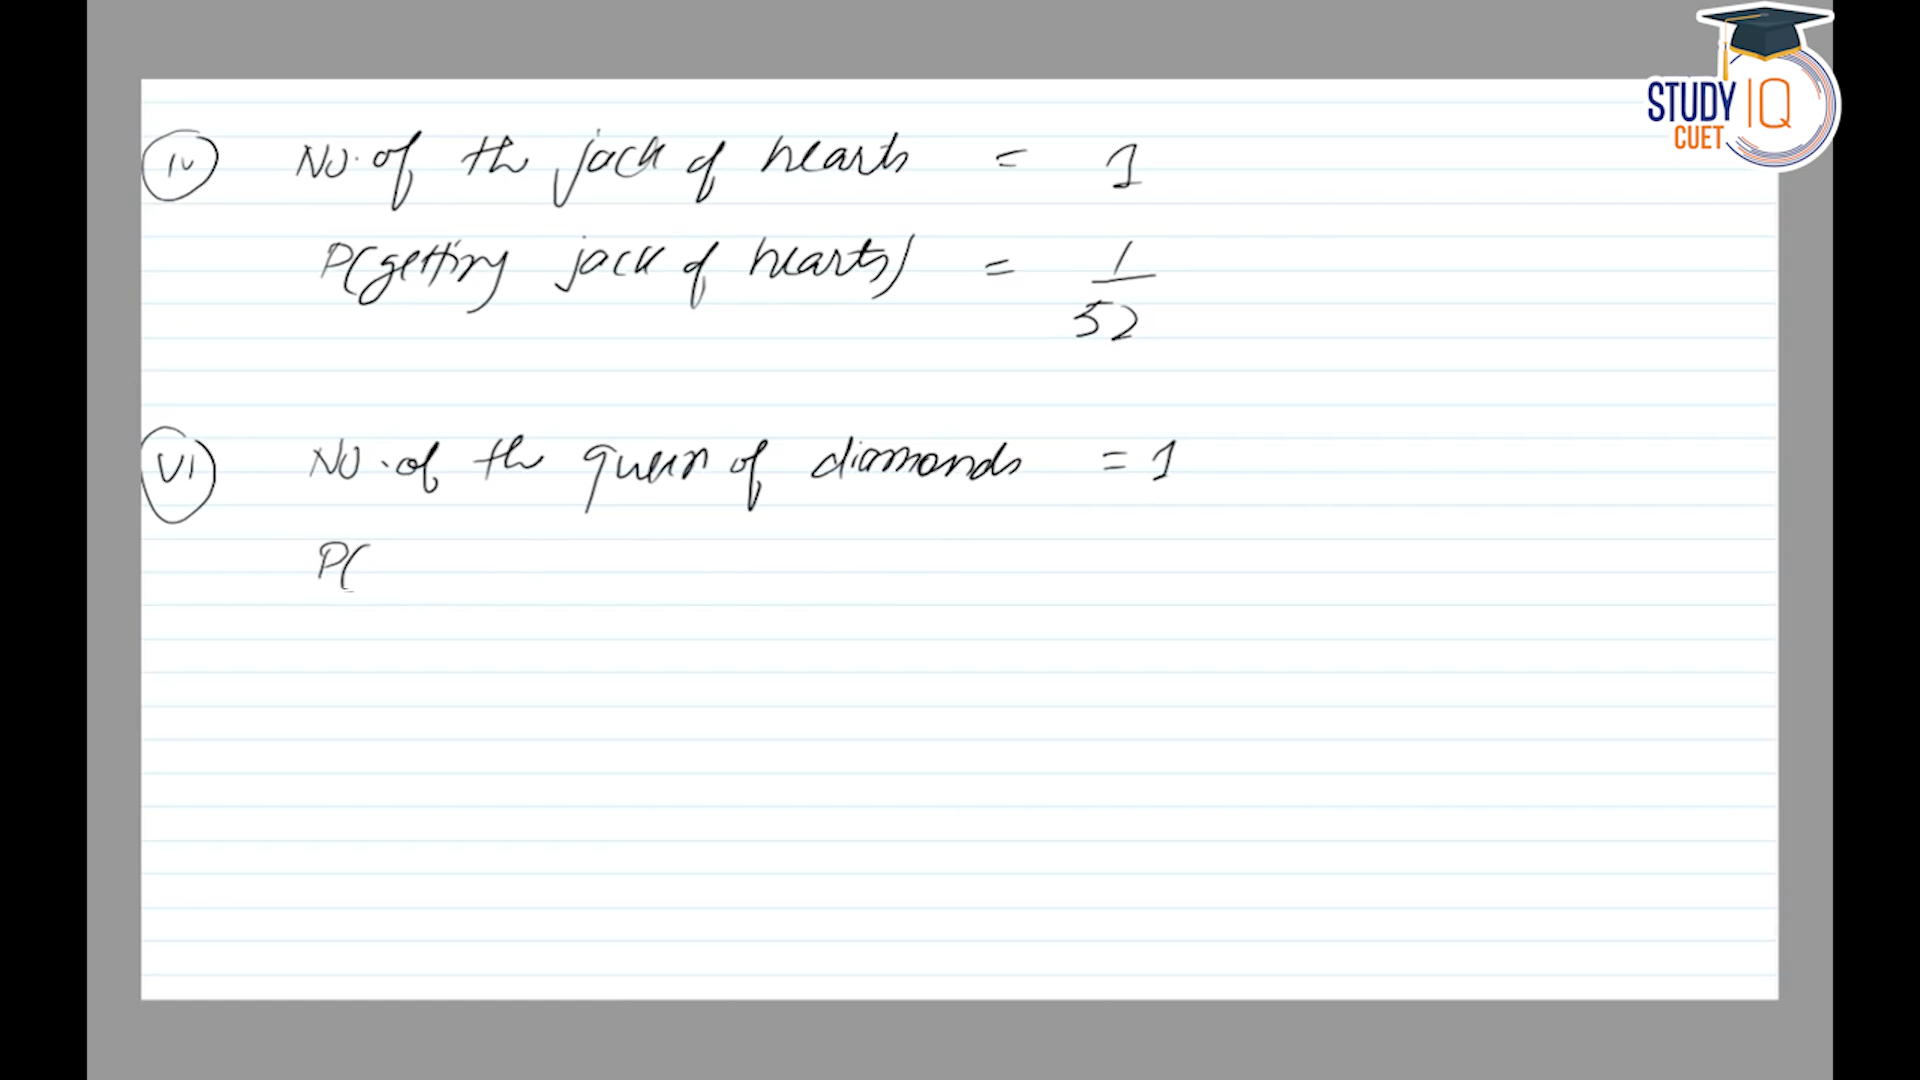 STUDY IQ
CUET
iv No. of the jack of hearts = 1
P(getting jack of hearts) = 1/52
vi No. of the queen of diamonds = 1
P(